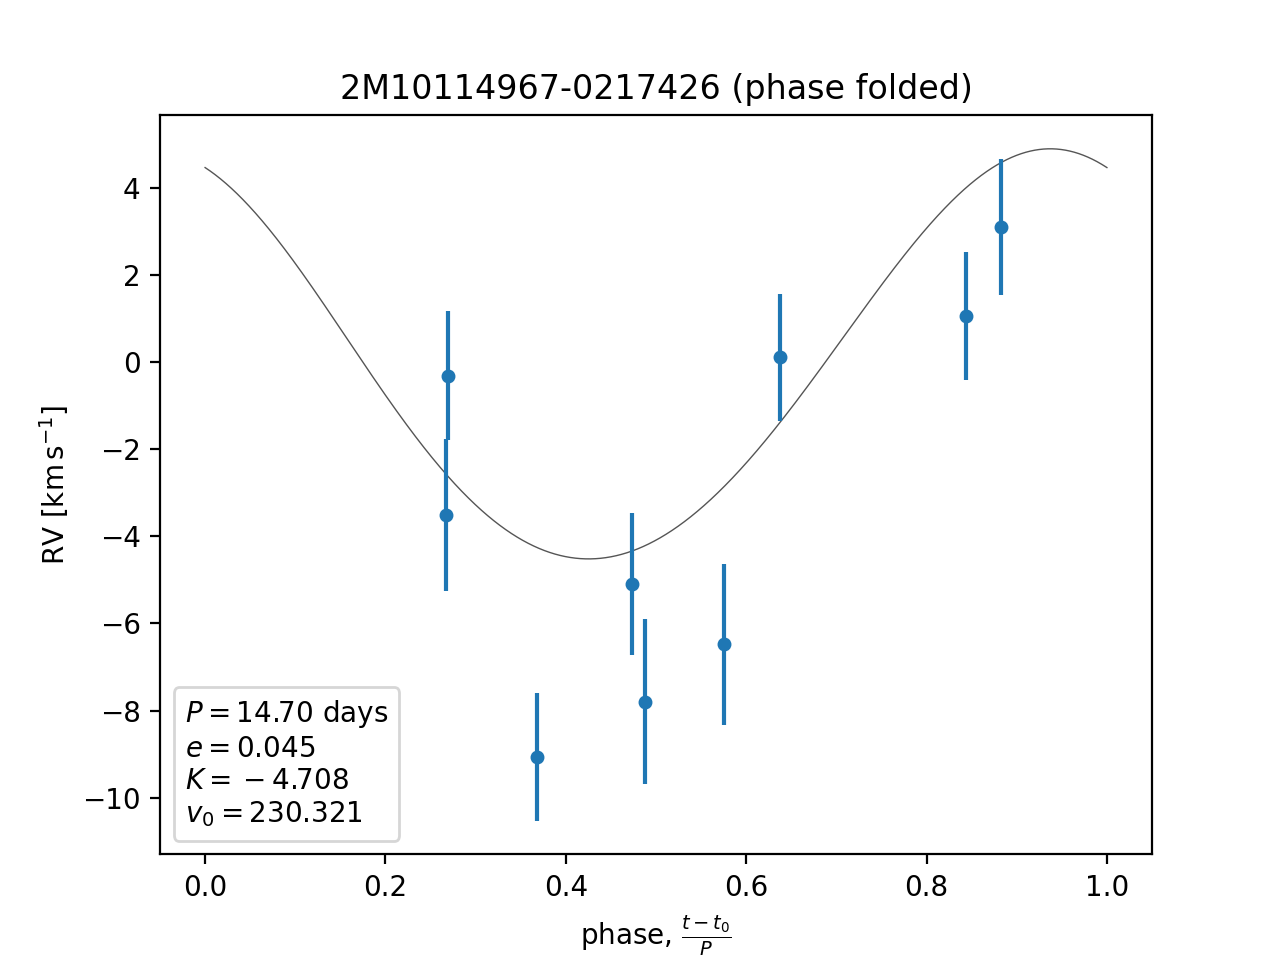 2M10114967-0217426 (phase folded)
4
2
0
−2
−4
−6
−8
−10
RV [km s⁻¹]
P = 14.70 days
e = 0.045
K = −4.708
v₀ = 230.321
0.0 0.2 0.4 0.6 0.8 1.0
phase, (t − t₀)/P